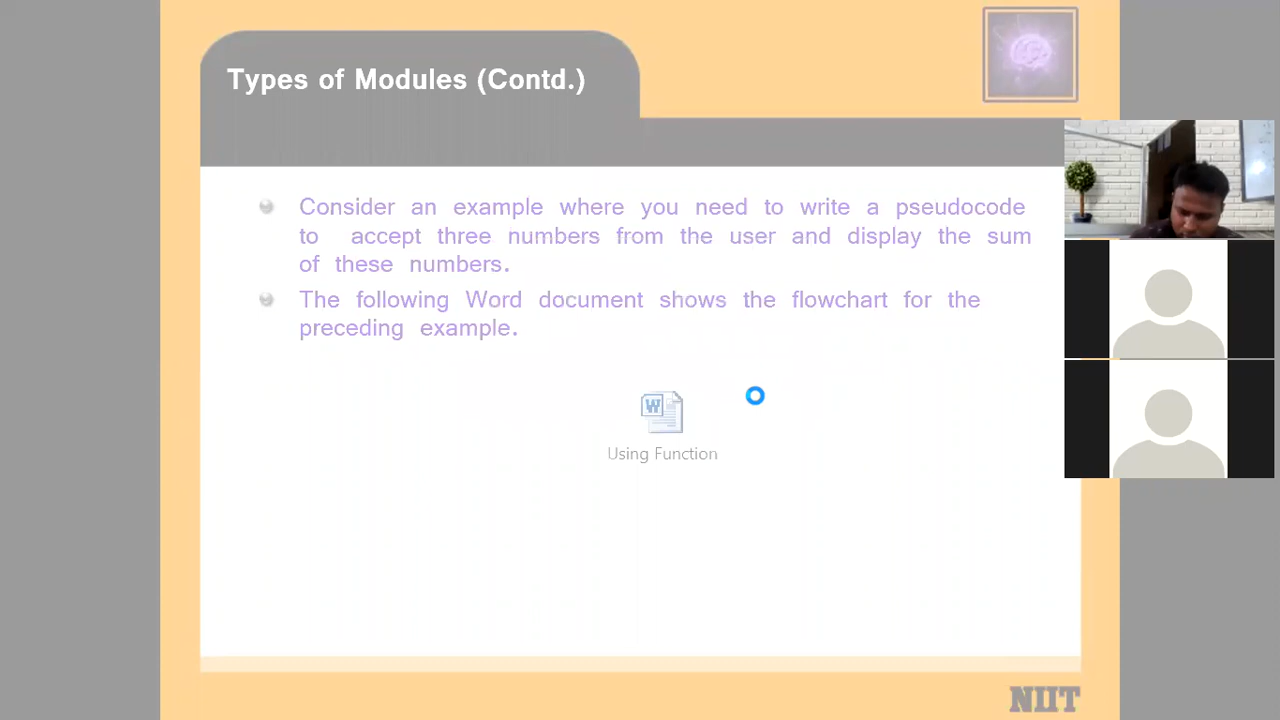 Types of Modules (Contd.)
Consider an example where you need to write a pseudocode
to accept three numbers from the user and display the sum
of these numbers.
The following Word document shows the flowchart for the
preceding example.
W
Using Function
NIIT